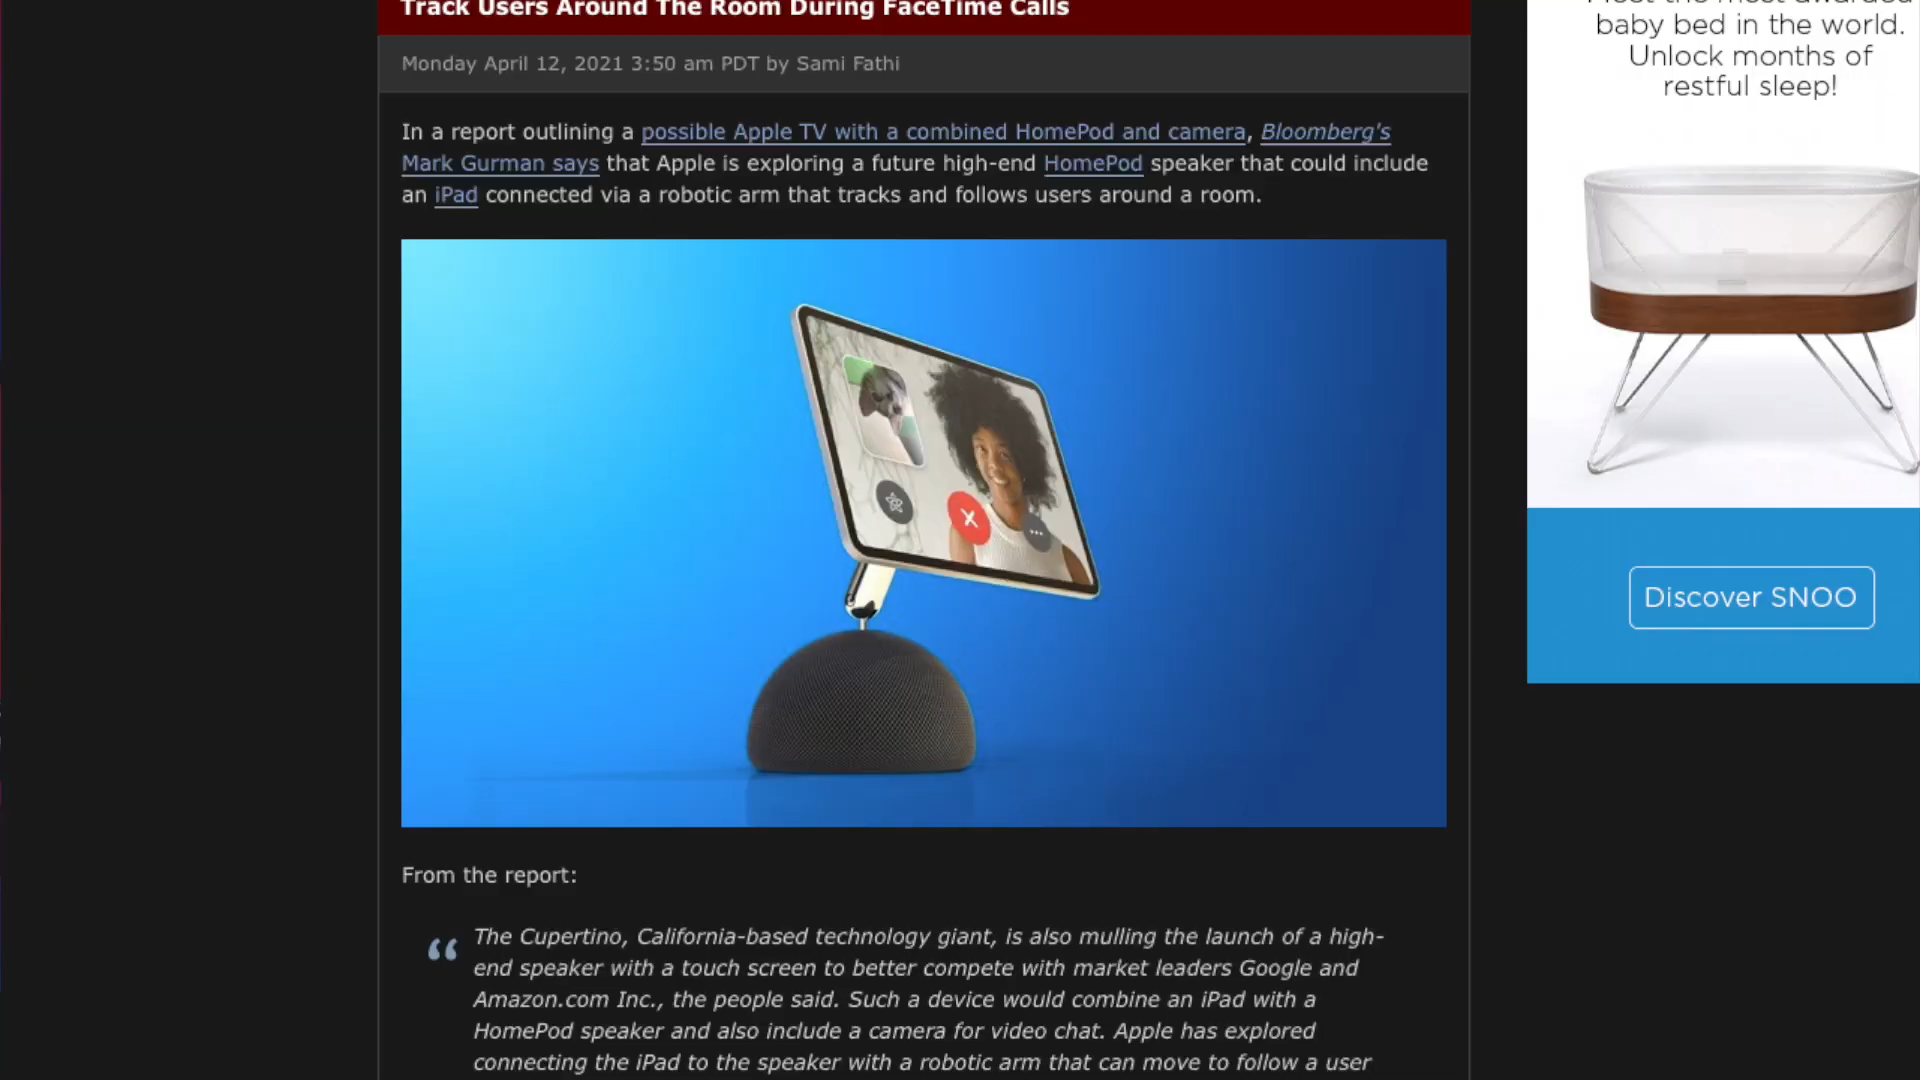 Track Users Around The Room During FaceTime Calls
Monday April 12, 2021 3:50 am PDT by Sami Fathi
In a report outlining a possible Apple TV with a combined HomePod and camera, Bloomberg's
Mark Gurman says that Apple is exploring a future high-end HomePod speaker that could include
an iPad connected via a robotic arm that tracks and follows users around a room.
From the report:
“ The Cupertino, California-based technology giant, is also mulling the launch of a high-
end speaker with a touch screen to better compete with market leaders Google and
Amazon.com Inc., the people said. Such a device would combine an iPad with a
HomePod speaker and also include a camera for video chat. Apple has explored
connecting the iPad to the speaker with a robotic arm that can move to follow a user
Meet the most awarded
baby bed in the world.
Unlock months of
restful sleep!
Discover SNOO